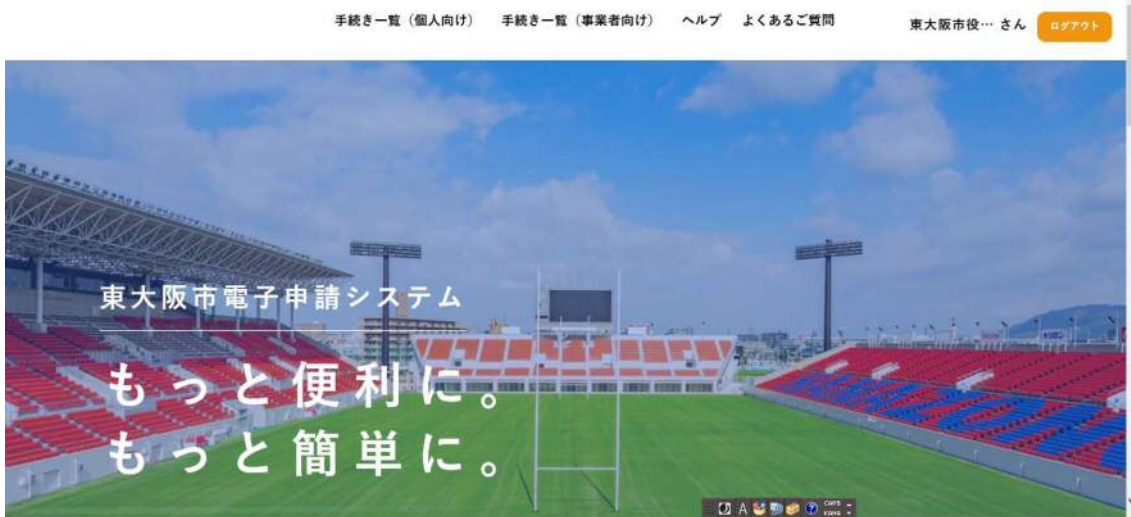 手続き一覧（個人向け） 手続き一覧（事業者向け） ヘルプ よくあるご質問 東大阪市役… さん ログアウト
東大阪市電子申請システム
もっと便利に。
もっと簡単に。
A CAPS
KANA